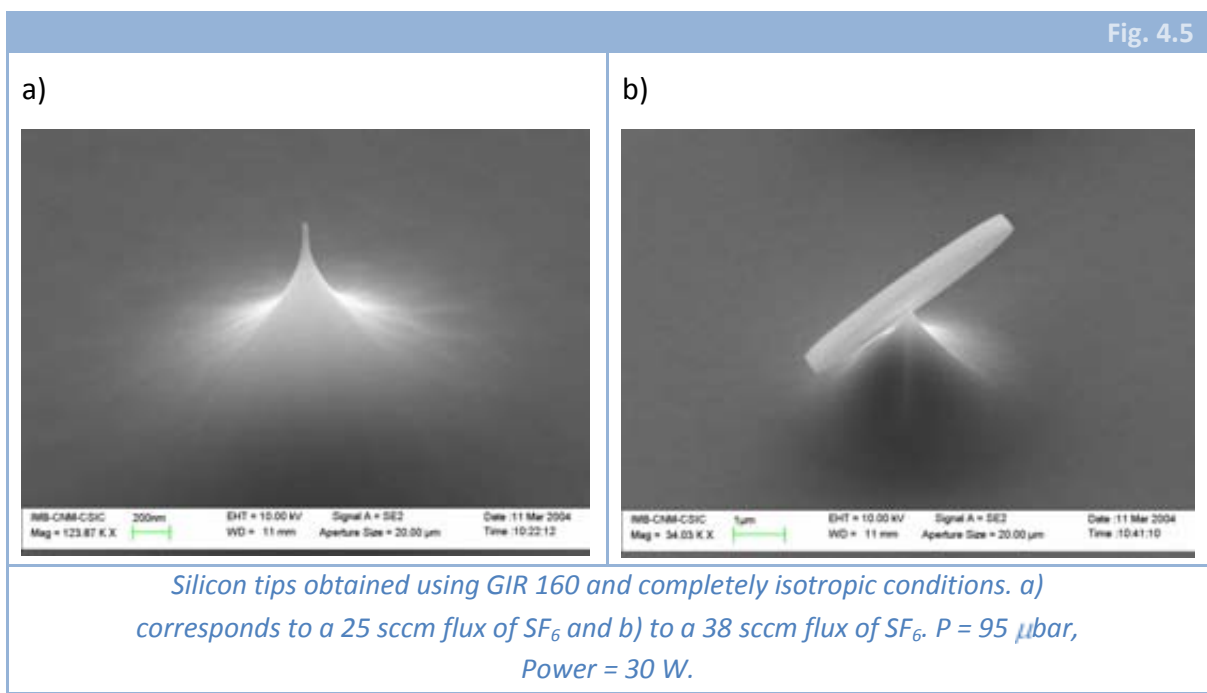 Fig. 4.5
a)
b)
IMB-CNM-CSIC 200nm EHT = 10.00 kV Signal A = SE2 Date :11 Mar 2004
Mag = 123.87 K X WD = 11 mm Aperture Size = 20.00 µm Time :10:22:12
IMB-CNM-CSIC 1µm EHT = 10.00 kV Signal A = SE2 Date :11 Mar 2004
Mag = 34.03 K X WD = 11 mm Aperture Size = 20.00 µm Time :10:41:10
Silicon tips obtained using GIR 160 and completely isotropic conditions. a)
corresponds to a 25 sccm flux of SF₆ and b) to a 38 sccm flux of SF₆. P = 95 µbar,
Power = 30 W.